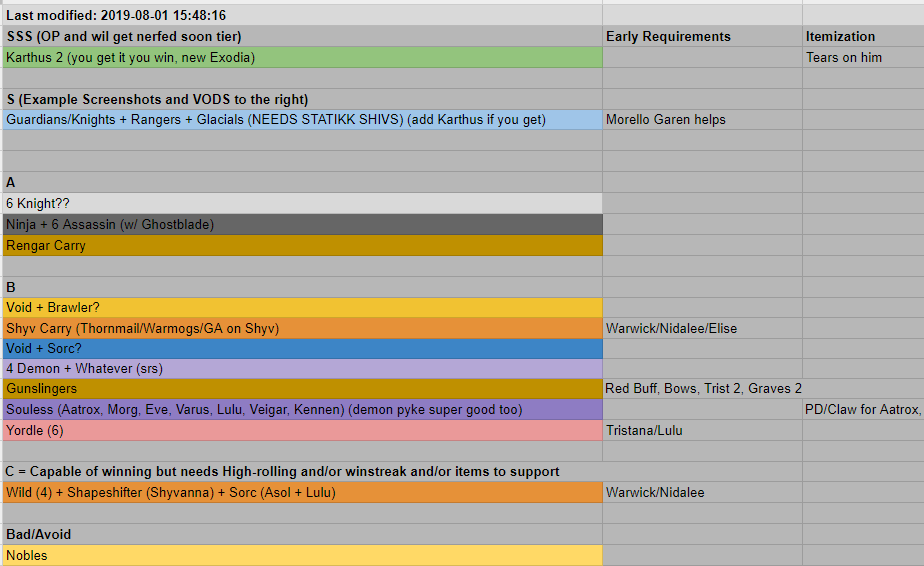 Last modified: 2019-08-01 15:48:16
SSS (OP and wil get nerfed soon tier) Early Requirements Itemization
Karthus 2 (you get it you win, new Exodia) Tears on him
S (Example Screenshots and VODS to the right)
Guardians/Knights + Rangers + Glacials (NEEDS STATIKK SHIVS) (add Karthus if you get) Morello Garen helps
A
6 Knight??
Ninja + 6 Assassin (w/ Ghostblade)
Rengar Carry
B
Void + Brawler?
Shyv Carry (Thornmail/Warmogs/GA on Shyv) Warwick/Nidalee/Elise
Void + Sorc?
4 Demon + Whatever (srs)
Gunslingers Red Buff, Bows, Trist 2, Graves 2
Souless (Aatrox, Morg, Eve, Varus, Lulu, Veigar, Kennen) (demon pyke super good too) PD/Claw for Aatrox,
Yordle (6) Tristana/Lulu
C = Capable of winning but needs High-rolling and/or winstreak and/or items to support
Wild (4) + Shapeshifter (Shyvanna) + Sorc (Asol + Lulu) Warwick/Nidalee
Bad/Avoid
Nobles